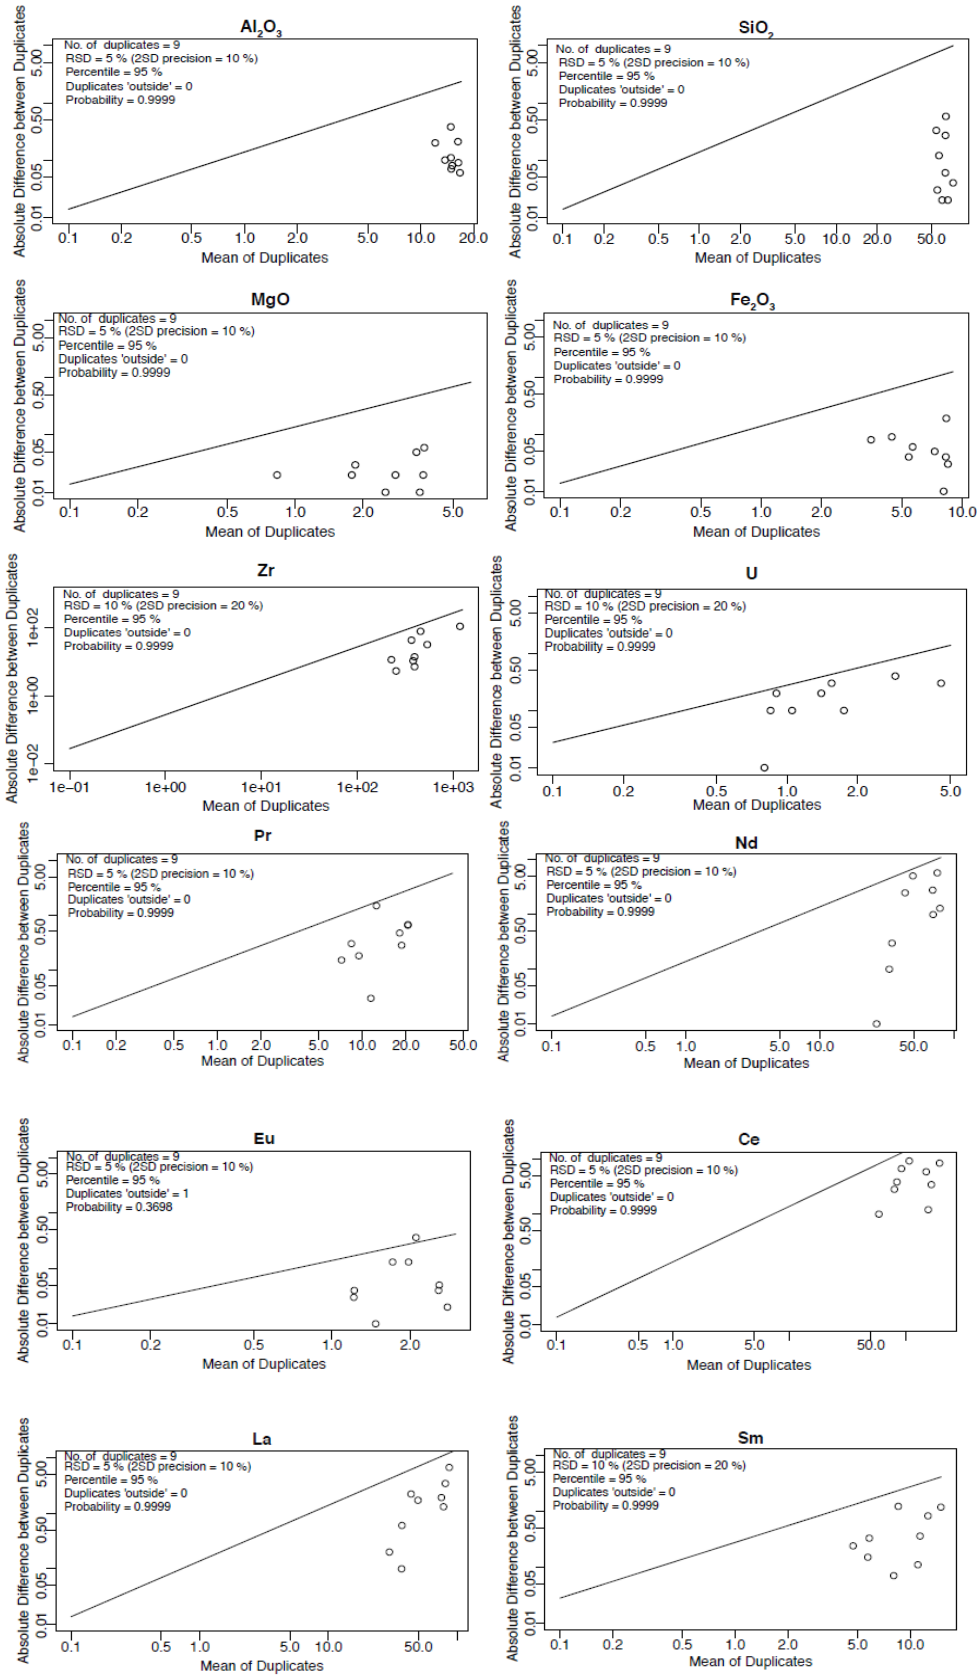 Al₂O₃
No. of duplicates = 9
RSD = 5 % (2SD precision = 10 %)
Percentile = 95 %
Duplicates 'outside' = 0
Probability = 0.9999
Absolute Difference between Duplicates
5.00
0.50
0.05
0.01
0.1 0.2 0.5 1.0 2.0 5.0 10.0 20.0
Mean of Duplicates
SiO₂
No. of duplicates = 9
RSD = 5 % (2SD precision = 10 %)
Percentile = 95 %
Duplicates 'outside' = 0
Probability = 0.9999
Absolute Difference between Duplicates
5.00
0.50
0.05
0.01
0.1 0.2 0.5 1.0 2.0 5.0 10.0 20.0 50.0
Mean of Duplicates
MgO
No. of duplicates = 9
RSD = 5 % (2SD precision = 10 %)
Percentile = 95 %
Duplicates 'outside' = 0
Probability = 0.9999
Absolute Difference between Duplicates
5.00
0.50
0.05
0.01
0.1 0.2 0.5 1.0 2.0 5.0
Mean of Duplicates
Fe₂O₃
No. of duplicates = 9
RSD = 5 % (2SD precision = 10 %)
Percentile = 95 %
Duplicates 'outside' = 0
Probability = 0.9999
Absolute Difference between Duplicates
5.00
0.50
0.05
0.01
0.1 0.2 0.5 1.0 2.0 5.0 10.0
Mean of Duplicates
Zr
No. of duplicates = 9
RSD = 10 % (2SD precision = 20 %)
Percentile = 95 %
Duplicates 'outside' = 0
Probability = 0.9999
Absolute Difference between Duplicates
1e+02
1e+00
1e−02
1e−01 1e+00 1e+01 1e+02 1e+03
Mean of Duplicates
U
No. of duplicates = 9
RSD = 10 % (2SD precision = 20 %)
Percentile = 95 %
Duplicates 'outside' = 0
Probability = 0.9999
Absolute Difference between Duplicates
5.00
0.50
0.05
0.01
0.1 0.2 0.5 1.0 2.0 5.0
Mean of Duplicates
Pr
No. of duplicates = 9
RSD = 5 % (2SD precision = 10 %)
Percentile = 95 %
Duplicates 'outside' = 0
Probability = 0.9999
Absolute Difference between Duplicates
5.00
0.50
0.05
0.01
0.1 0.2 0.5 1.0 2.0 5.0 10.0 20.0 50.0
Mean of Duplicates
Nd
No. of duplicates = 9
RSD = 5 % (2SD precision = 10 %)
Percentile = 95 %
Duplicates 'outside' = 0
Probability = 0.9999
Absolute Difference between Duplicates
5.00
0.50
0.05
0.01
0.1 0.5 1.0 5.0 10.0 50.0
Mean of Duplicates
Eu
No. of duplicates = 9
RSD = 5 % (2SD precision = 10 %)
Percentile = 95 %
Duplicates 'outside' = 1
Probability = 0.3698
Absolute Difference between Duplicates
5.00
0.50
0.05
0.01
0.1 0.2 0.5 1.0 2.0
Mean of Duplicates
Ce
No. of duplicates = 9
RSD = 5 % (2SD precision = 10 %)
Percentile = 95 %
Duplicates 'outside' = 0
Probability = 0.9999
Absolute Difference between Duplicates
5.00
0.50
0.05
0.01
0.1 0.5 1.0 5.0 50.0
Mean of Duplicates
La
No. of duplicates = 9
RSD = 5 % (2SD precision = 10 %)
Percentile = 95 %
Duplicates 'outside' = 0
Probability = 0.9999
Absolute Difference between Duplicates
5.00
0.50
0.05
0.01
0.1 0.5 1.0 5.0 10.0 50.0
Mean of Duplicates
Sm
No. of duplicates = 9
RSD = 10 % (2SD precision = 20 %)
Percentile = 95 %
Duplicates 'outside' = 0
Probability = 0.9999
Absolute Difference between Duplicates
5.00
0.50
0.05
0.01
0.1 0.2 0.5 1.0 2.0 5.0 10.0
Mean of Duplicates